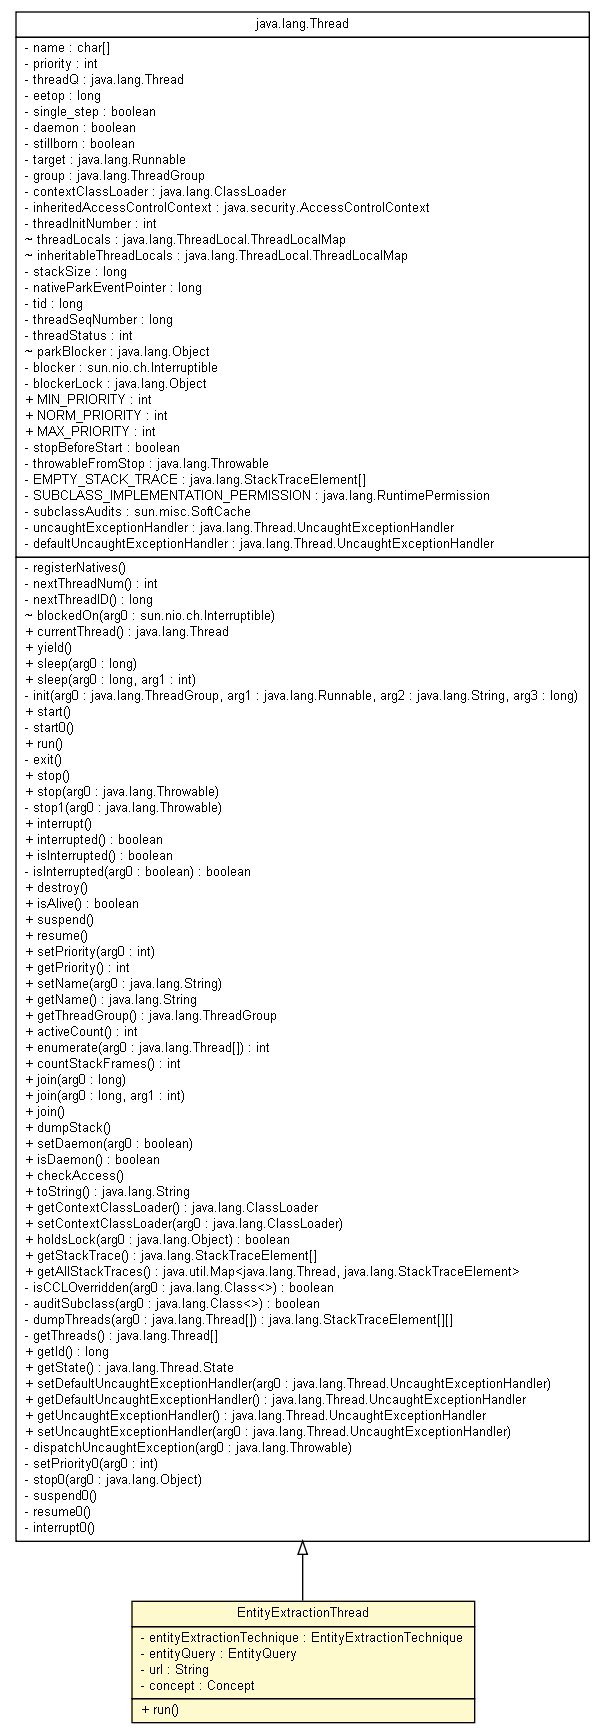 java.lang.Thread
- name : char[]
- priority : int
- threadQ : java.lang.Thread
- eetop : long
- single_step : boolean
- daemon : boolean
- stillborn : boolean
- target : java.lang.Runnable
- group : java.lang.ThreadGroup
- contextClassLoader : java.lang.ClassLoader
- inheritedAccessControlContext : java.security.AccessControlContext
- threadInitNumber : int
~ threadLocals : java.lang.ThreadLocal.ThreadLocalMap
~ inheritableThreadLocals : java.lang.ThreadLocal.ThreadLocalMap
- stackSize : long
- nativeParkEventPointer : long
- tid : long
- threadSeqNumber : long
- threadStatus : int
~ parkBlocker : java.lang.Object
- blocker : sun.nio.ch.Interruptible
- blockerLock : java.lang.Object
+ MIN_PRIORITY : int
+ NORM_PRIORITY : int
+ MAX_PRIORITY : int
- stopBeforeStart : boolean
- throwableFromStop : java.lang.Throwable
- EMPTY_STACK_TRACE : java.lang.StackTraceElement[]
- SUBCLASS_IMPLEMENTATION_PERMISSION : java.lang.RuntimePermission
- subclassAudits : sun.misc.SoftCache
- uncaughtExceptionHandler : java.lang.Thread.UncaughtExceptionHandler
- defaultUncaughtExceptionHandler : java.lang.Thread.UncaughtExceptionHandler
- registerNatives()
- nextThreadNum() : int
- nextThreadID() : long
~ blockedOn(arg0 : sun.nio.ch.Interruptible)
+ currentThread() : java.lang.Thread
+ yield()
+ sleep(arg0 : long)
+ sleep(arg0 : long, arg1 : int)
- init(arg0 : java.lang.ThreadGroup, arg1 : java.lang.Runnable, arg2 : java.lang.String, arg3 : long)
+ start()
- start0()
+ run()
- exit()
+ stop()
+ stop(arg0 : java.lang.Throwable)
- stop1(arg0 : java.lang.Throwable)
+ interrupt()
+ interrupted() : boolean
+ isInterrupted() : boolean
- isInterrupted(arg0 : boolean) : boolean
+ destroy()
+ isAlive() : boolean
+ suspend()
+ resume()
+ setPriority(arg0 : int)
+ getPriority() : int
+ setName(arg0 : java.lang.String)
+ getName() : java.lang.String
+ getThreadGroup() : java.lang.ThreadGroup
+ activeCount() : int
+ enumerate(arg0 : java.lang.Thread[]) : int
+ countStackFrames() : int
+ join(arg0 : long)
+ join(arg0 : long, arg1 : int)
+ join()
+ dumpStack()
+ setDaemon(arg0 : boolean)
+ isDaemon() : boolean
+ checkAccess()
+ toString() : java.lang.String
+ getContextClassLoader() : java.lang.ClassLoader
+ setContextClassLoader(arg0 : java.lang.ClassLoader)
+ holdsLock(arg0 : java.lang.Object) : boolean
+ getStackTrace() : java.lang.StackTraceElement[]
+ getAllStackTraces() : java.util.Map<java.lang.Thread, java.lang.StackTraceElement>
- isCCLOverridden(arg0 : java.lang.Class<>) : boolean
- auditSubclass(arg0 : java.lang.Class<>) : boolean
- dumpThreads(arg0 : java.lang.Thread[]) : java.lang.StackTraceElement[][]
- getThreads() : java.lang.Thread[]
+ getId() : long
+ getState() : java.lang.Thread.State
+ setDefaultUncaughtExceptionHandler(arg0 : java.lang.Thread.UncaughtExceptionHandler)
+ getDefaultUncaughtExceptionHandler() : java.lang.Thread.UncaughtExceptionHandler
+ getUncaughtExceptionHandler() : java.lang.Thread.UncaughtExceptionHandler
+ setUncaughtExceptionHandler(arg0 : java.lang.Thread.UncaughtExceptionHandler)
- dispatchUncaughtException(arg0 : java.lang.Throwable)
- setPriority0(arg0 : int)
- stop0(arg0 : java.lang.Object)
- suspend0()
- resume0()
- interrupt0()
EntityExtractionThread
- entityExtractionTechnique : EntityExtractionTechnique
- entityQuery : EntityQuery
- url : String
- concept : Concept
+ run()